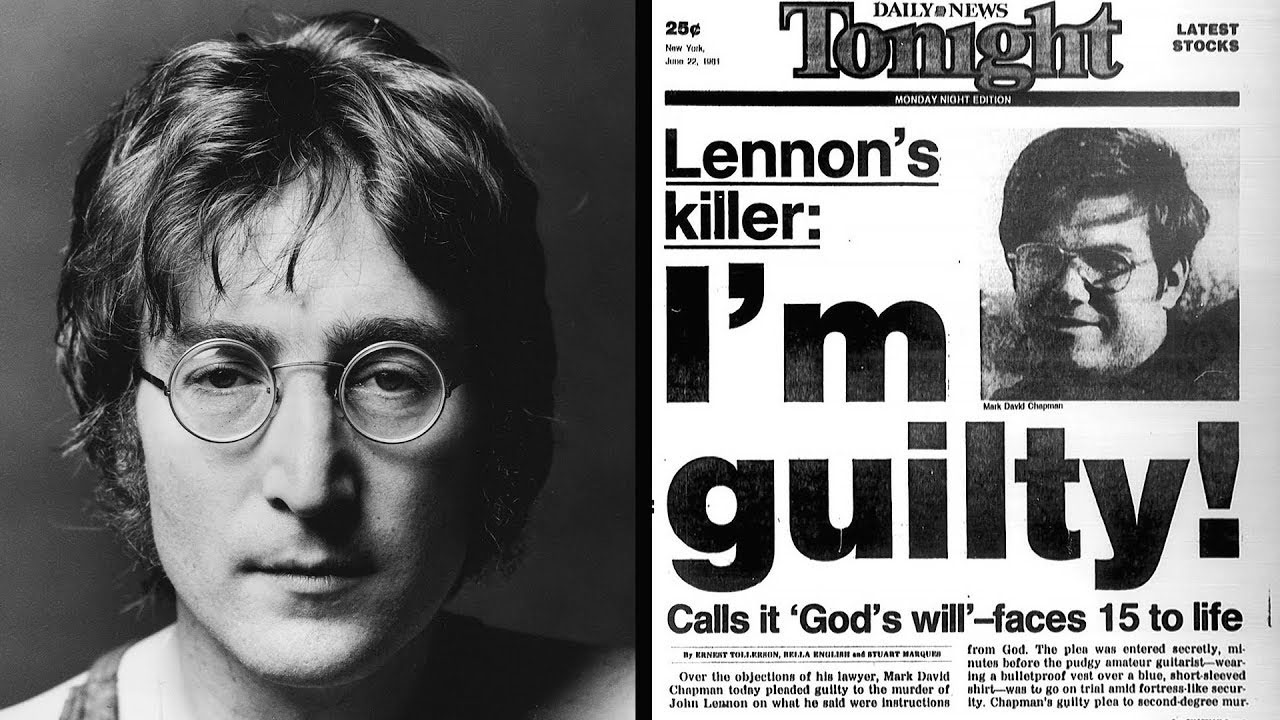 25¢
New York,
June 22, 1981
DAILY NEWS
Tonight
LATEST
STOCKS
MONDAY NIGHT EDITION
Lennon's
killer:
I'm
guilty!
Mark David Chapman
Calls it 'God's will'–faces 15 to life
By ERNEST TOLLERSON, BELLA ENGLISH and STUART MARQUES
Over the objections of his lawyer, Mark David
Chapman today pleaded guilty to the murder of
John Lennon on what he said were instructions
from God. The plea was entered secretly, mi-
nutes before the pudgy amateur guitarist—wear-
ing a bulletproof vest over a blue, short-sleeved
shirt—was to go on trial amid fortress-like secur-
ity. Chapman's guilty plea to second-degree mur-